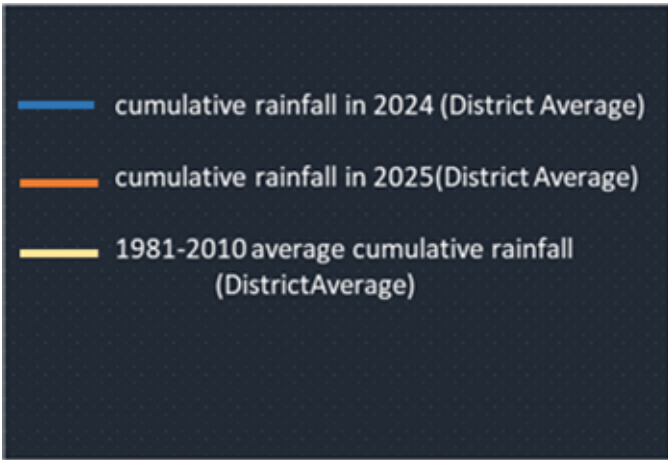 cumulative rainfall in 2024 (District Average)
cumulative rainfall in 2025(District Average)
1981-2010 average cumulative rainfall
(DistrictAverage)